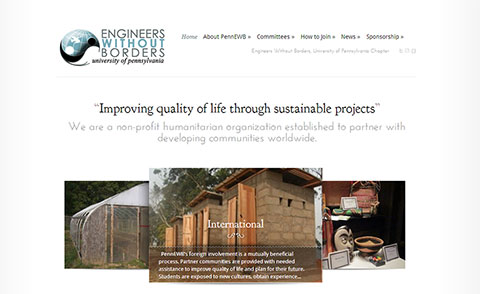 ENGINEERS
WITHOUT
BORDERS
university of pennsylvania
Home About PennEWB » Committees » How to Join » News » Sponsorship »
Engineers Without Borders, University of Pennsylvania Chapter
“Improving quality of life through sustainable projects”
We are a non-profit humanitarian organization established to partner with
developing communities worldwide.
International
PennEWB's foreign involvement is a mutually beneficial
process. Partner communities are provided with needed
assistance to improve quality of life and plan for their future.
Students are exposed to new cultures, obtain experience...